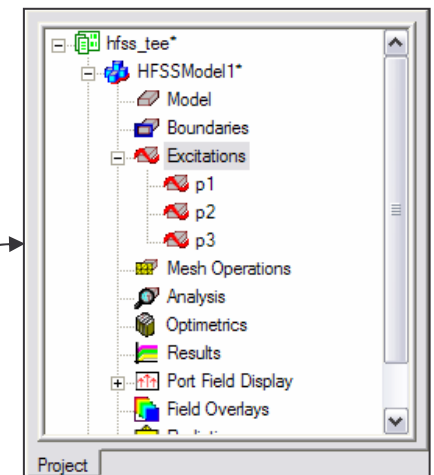 hfss_tee*
HFSSModel1*
Model
Boundaries
Excitations
p1
p2
p3
Mesh Operations
Analysis
Optimetrics
Results
Port Field Display
Field Overlays
Project